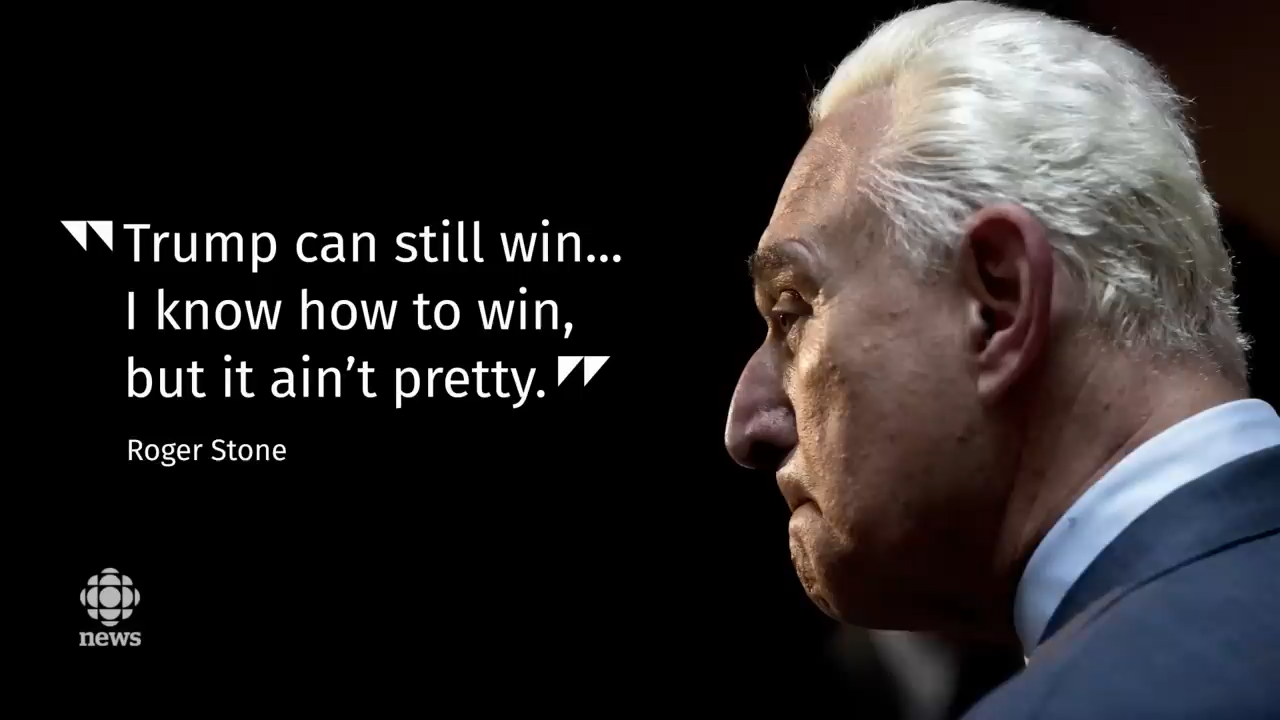 "Trump can still win...
I know how to win,
but it ain't pretty."
Roger Stone
news